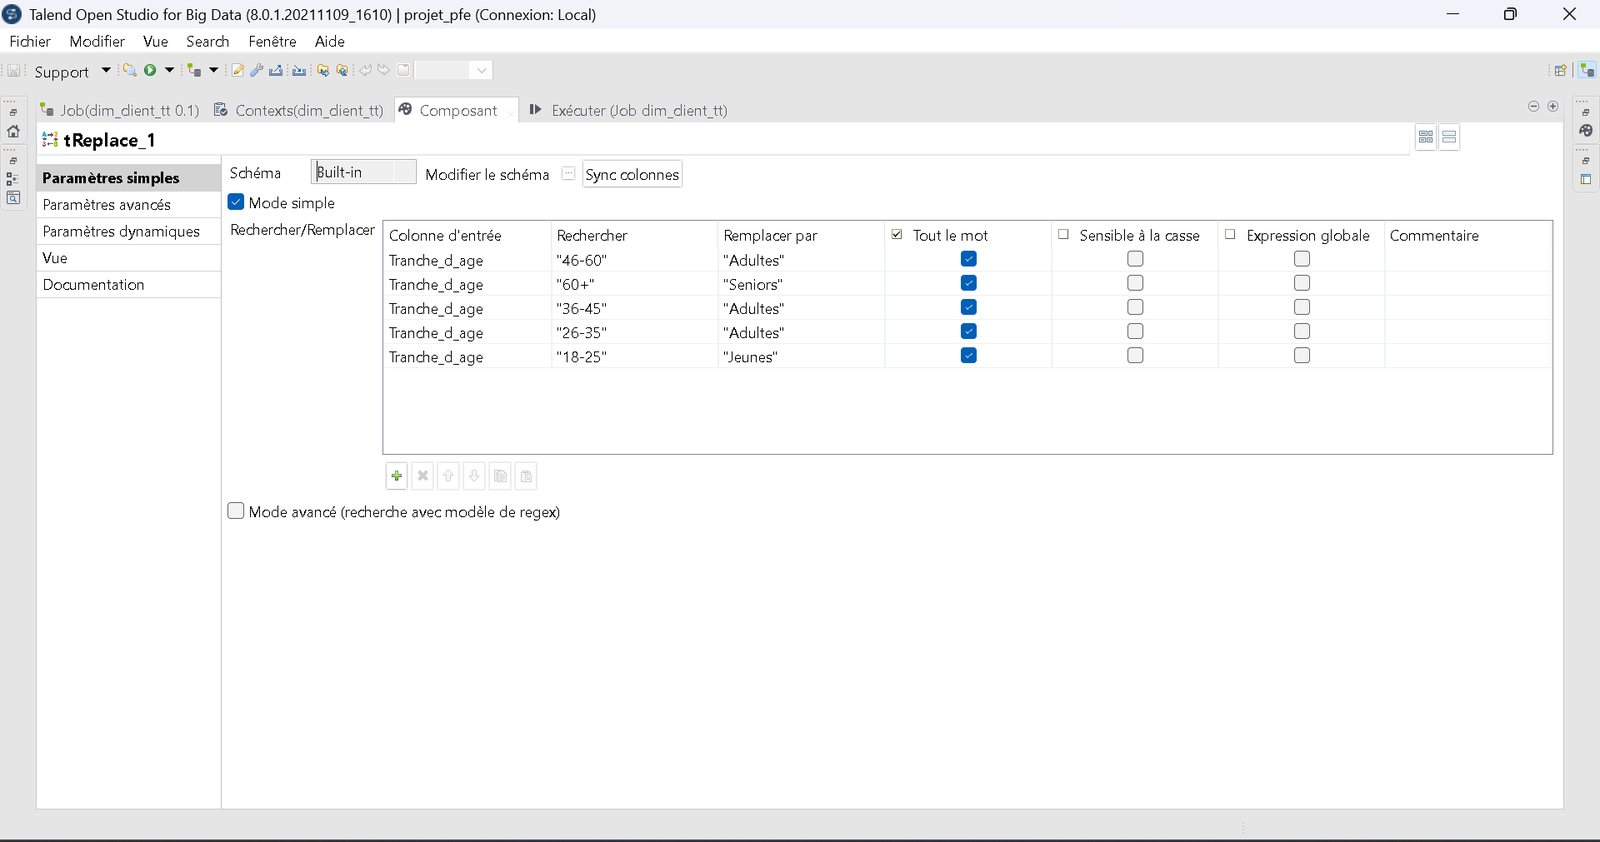 Talend Open Studio for Big Data (8.0.1.20211109_1610) | projet_pfe (Connexion: Local)
Fichier Modifier Vue Search Fenêtre Aide
Support
Job(dim_client_tt 0.1) Contexts(dim_client_tt) Composant Exécuter (Job dim_client_tt)
tReplace_1
Paramètres simples
Paramètres avancés
Paramètres dynamiques
Vue
Documentation
Schéma Built-in Modifier le schéma ... Sync colonnes
Mode simple
Rechercher/Remplacer
Colonne d'entrée Rechercher Remplacer par Tout le mot Sensible à la casse Expression globale Commentaire
Tranche_d_age "46-60" "Adultes"
Tranche_d_age "60+" "Seniors"
Tranche_d_age "36-45" "Adultes"
Tranche_d_age "26-35" "Adultes"
Tranche_d_age "18-25" "Jeunes"
Mode avancé (recherche avec modèle de regex)